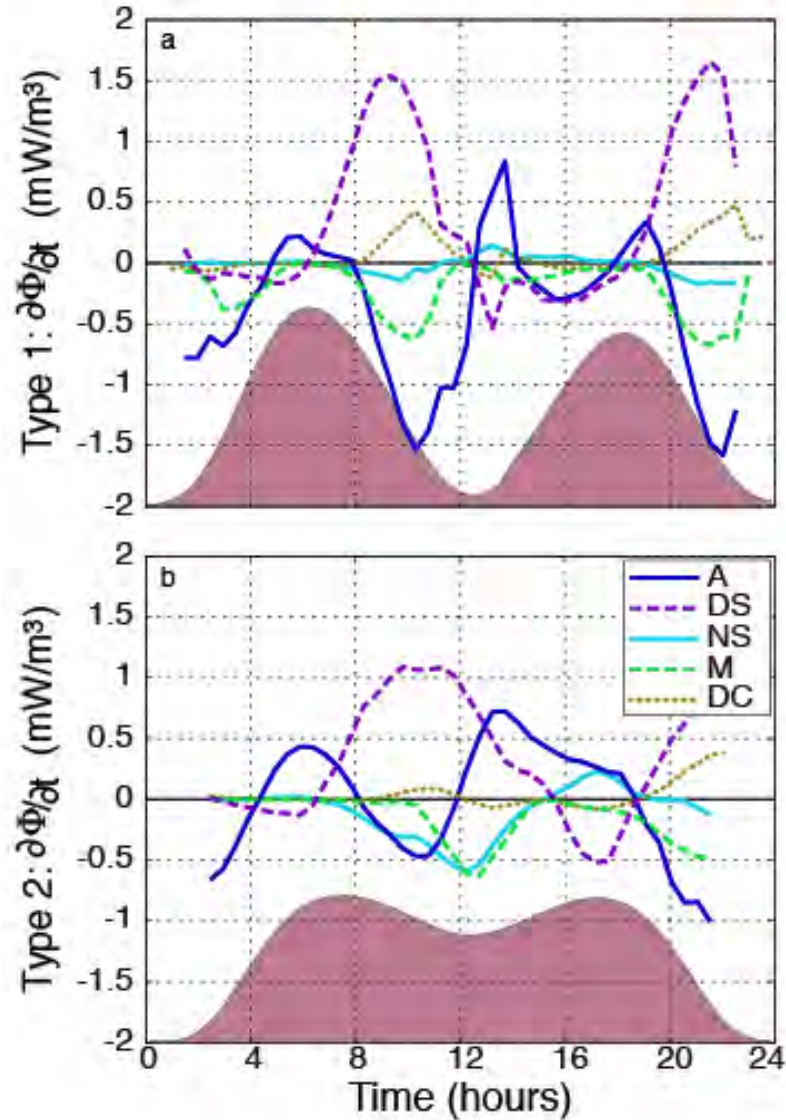 2
a
1.5
1
0.5
0
-0.5
-1
-1.5
-2
Type 1: ∂Φ/∂t (mW/m³)
2
b
1.5
1
0.5
0
-0.5
-1
-1.5
-2
Type 2: ∂Φ/∂t (mW/m³)
A
DS
NS
M
DC
0 4 8 12 16 20 24
Time (hours)